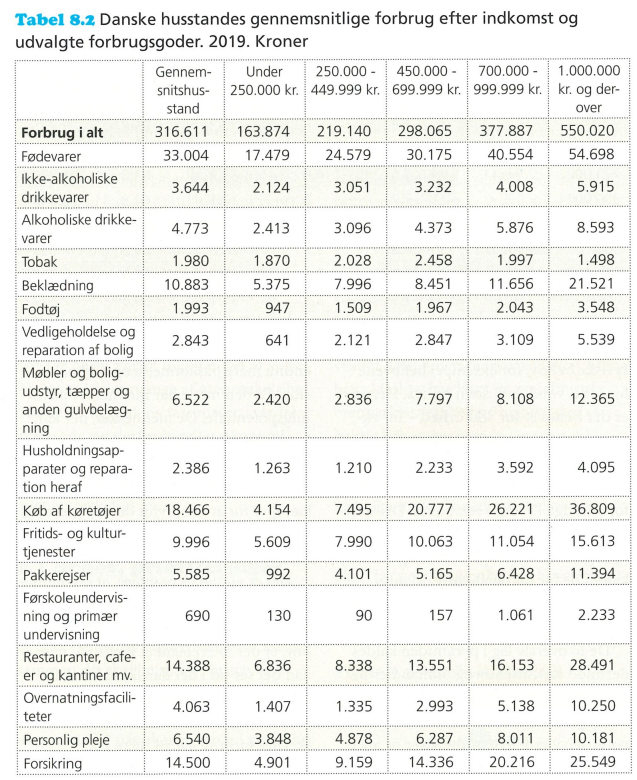 Tabel 8.2 Danske husstandes gennemsnitlige forbrug efter indkomst og
udvalgte forbrugsgoder. 2019. Kroner
Gennem-
snitshus-
stand
Under
250.000 kr.
250.000 -
449.999 kr.
450.000 -
699.999 kr.
700.000 -
999.999 kr.
1.000.000
kr. og der-
over
Forbrug i alt 316.611 163.874 219.140 298.065 377.887 550.020
Fødevarer 33.004 17.479 24.579 30.175 40.554 54.698
Ikke-alkoholiske
drikkevarer 3.644 2.124 3.051 3.232 4.008 5.915
Alkoholiske drikke-
varer 4.773 2.413 3.096 4.373 5.876 8.593
Tobak 1.980 1.870 2.028 2.458 1.997 1.498
Beklædning 10.883 5.375 7.996 8.451 11.656 21.521
Fodtøj 1.993 947 1.509 1.967 2.043 3.548
Vedligeholdelse og
reparation af bolig 2.843 641 2.121 2.847 3.109 5.539
Møbler og bolig-
udstyr, tæpper og
anden gulvbelæg-
ning 6.522 2.420 2.836 7.797 8.108 12.365
Husholdningsap-
parater og repara-
tion heraf 2.386 1.263 1.210 2.233 3.592 4.095
Køb af køretøjer 18.466 4.154 7.495 20.777 26.221 36.809
Fritids- og kultur-
tjenester 9.996 5.609 7.990 10.063 11.054 15.613
Pakkerejser 5.585 992 4.101 5.165 6.428 11.394
Førskoleundervis-
ning og primær
undervisning 690 130 90 157 1.061 2.233
Restauranter, cafe-
er og kantiner mv. 14.388 6.836 8.338 13.551 16.153 28.491
Overnatningsfacili-
teter 4.063 1.407 1.335 2.993 5.138 10.250
Personlig pleje 6.540 3.848 4.878 6.287 8.011 10.181
Forsikring 14.500 4.901 9.159 14.336 20.216 25.549